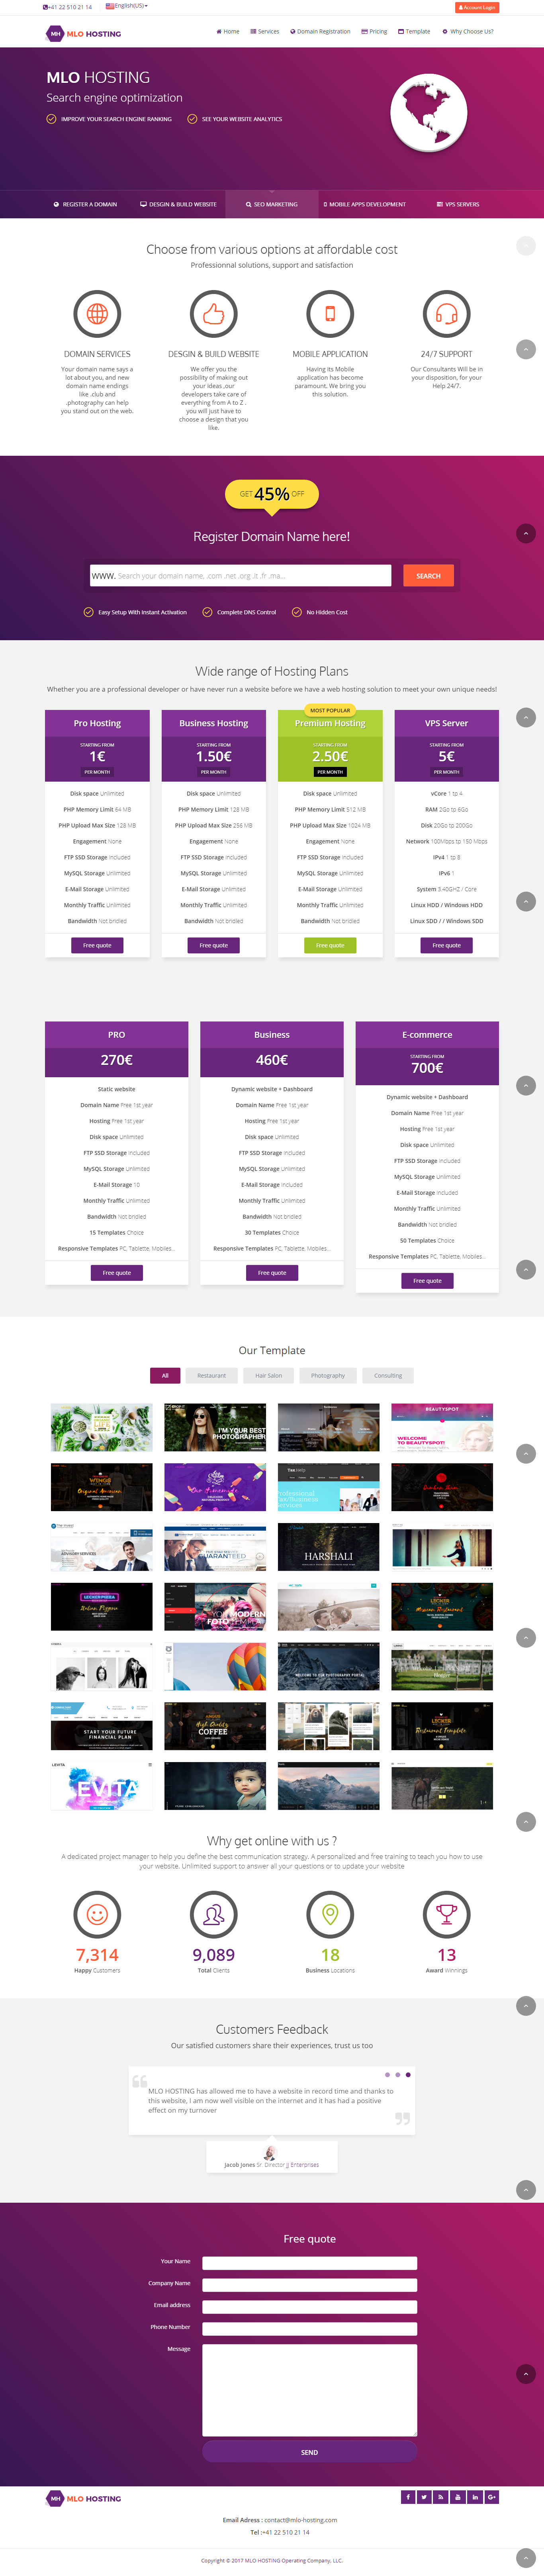 +41 22 510 21 14
English(US)
Account Login
MH MLO HOSTING
Home
Services
Domain Registration
Pricing
Template
Why Choose Us?
MLO HOSTING
Search engine optimization
IMPROVE YOUR SEARCH ENGINE RANKING
SEE YOUR WEBSITE ANALYTICS
REGISTER A DOMAIN
DESGIN & BUILD WEBSITE
SEO MARKETING
MOBILE APPS DEVELOPMENT
VPS SERVERS
Choose from various options at affordable cost
Professionnal solutions, support and satisfaction
DOMAIN SERVICES
Your domain name says a
lot about you, and new
domain name endings
like .club and
.photography can help
you stand out on the web.
DESGIN & BUILD WEBSITE
We offer you the
possibility of making out
your ideas ,our
developers take care of
everything from A to Z .
you will just have to
choose a design that you
like.
MOBILE APPLICATION
Having its Mobile
application has become
paramount. We bring you
this solution.
24/7 SUPPORT
Our Consultants Will be in
your disposition, for your
Help 24/7.
GET 45% OFF
Register Domain Name here!
WWW. Search your domain name, .com .net .org .it .fr .ma...
SEARCH
Easy Setup With Instant Activation
Complete DNS Control
No Hidden Cost
Wide range of Hosting Plans
Whether you are a professional developer or have never run a website before we have a web hosting solution to meet your own unique needs!
Pro Hosting
STARTING FROM
1€
PER MONTH
Disk space Unlimited
PHP Memory Limit 64 MB
PHP Upload Max Size 128 MB
Engagement None
FTP SSD Storage included
MySQL Storage Unlimited
E-Mail Storage Unlimited
Monthly Traffic Unlimited
Bandwidth Not bridled
Free quote
Business Hosting
STARTING FROM
1.50€
PER MONTH
Disk space Unlimited
PHP Memory Limit 128 MB
PHP Upload Max Size 256 MB
Engagement None
FTP SSD Storage included
MySQL Storage Unlimited
E-Mail Storage Unlimited
Monthly Traffic Unlimited
Bandwidth Not bridled
Free quote
MOST POPULAR
Premium Hosting
STARTING FROM
2.50€
PER MONTH
Disk space Unlimited
PHP Memory Limit 512 MB
PHP Upload Max Size 1024 MB
Engagement None
FTP SSD Storage included
MySQL Storage Unlimited
E-Mail Storage Unlimited
Monthly Traffic Unlimited
Bandwidth Not bridled
Free quote
VPS Server
STARTING FROM
5€
PER MONTH
vCore 1 tp 4
RAM 2Go tp 6Go
Disk 20Go tp 200Go
Network 100Mbps tp 150 Mbps
IPv4 1 tp 8
IPv6 1
System 3.40GHZ / Core
Linux HDD / Windows HDD
Linux SDD / / Windows SDD
Free quote
PRO
270€
Static website
Domain Name Free 1st year
Hosting Free 1st year
Disk space Unlimited
FTP SSD Storage included
MySQL Storage Unlimited
E-Mail Storage 10
Monthly Traffic Unlimited
Bandwidth Not bridled
15 Templates Choice
Responsive Templates PC, Tablette, Mobiles...
Free quote
Business
460€
Dynamic website + Dashboard
Domain Name Free 1st year
Hosting Free 1st year
Disk space Unlimited
FTP SSD Storage included
MySQL Storage Unlimited
E-Mail Storage included
Monthly Traffic Unlimited
Bandwidth Not bridled
30 Templates Choice
Responsive Templates PC, Tablette, Mobiles...
Free quote
E-commerce
STARTING FROM
700€
Dynamic website + Dashboard
Domain Name Free 1st year
Hosting Free 1st year
Disk space Unlimited
FTP SSD Storage included
MySQL Storage Unlimited
E-Mail Storage included
Monthly Traffic Unlimited
Bandwidth Not bridled
50 Templates Choice
Responsive Templates PC, Tablette, Mobiles...
Free quote
Our Template
All
Restaurant
Hair Salon
Photography
Consulting
I'M YOUR BEST
PHOTOGRAPHER
BEAUTYSPOT
WELCOME
TO BEAUTYSPOT!
Professional
Tax/Business
Services
ADVISORY SERVICES
GUARANTEED
HARSHALI
LECKERPIZZA
MODERN
FOTO
WELCOME TO OUR PHOTOGRAPHY PORTAL
START YOUR FUTURE
FINANCIAL PLAN
High Quality
COFFEE
LECKER
Restaurant Template
LEVITA
EVITA
Why get online with us ?
A dedicated project manager to help you define the best communication strategy. A personalized and free training to teach you how to use
your website. Unlimited support to answer all your questions or to update your website
7,314
Happy Customers
9,089
Total Clients
18
Business Locations
13
Award Winnings
Customers Feedback
Our satisfied customers share their experiences, trust us too
MLO HOSTING has allowed me to have a website in record time and thanks to
this website, I am now well visible on the internet and it has had a positive
effect on my turnover
Jacob Jones Sr. Director JJ Enterprises
Free quote
Your Name
Company Name
Email address
Phone Number
Message
SEND
MH MLO HOSTING
Email Adress : contact@mlo-hosting.com
Tel :+41 22 510 21 14
Copyright © 2017 MLO HOSTING Operating Company, LLC.